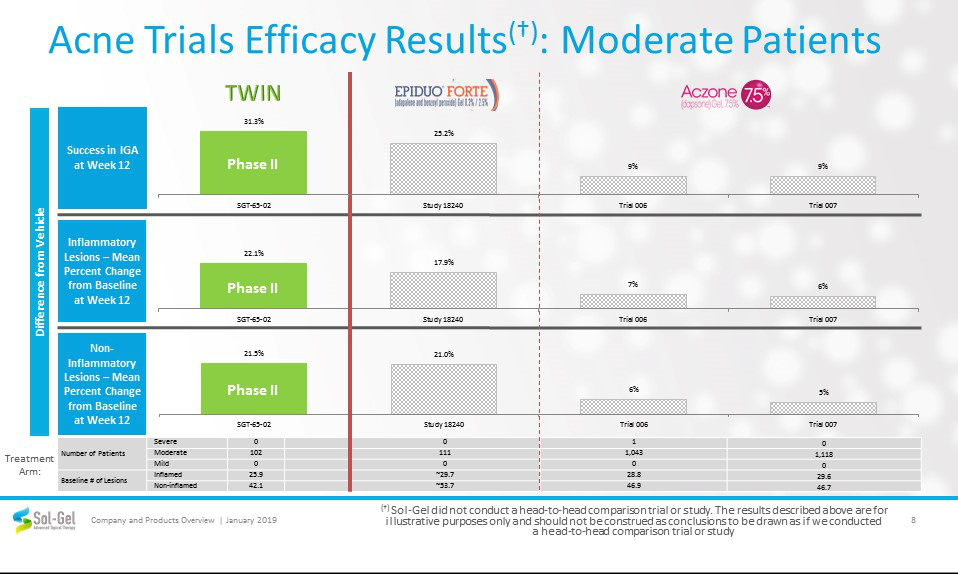 Acne Trials Efficacy Results(†): Moderate Patients
TWIN
EPIDUO® FORTE
(adapalene and benzoyl peroxide) Gel 0.3% / 2.5%
Aczone
(dapsone) Gel, 7.5%
7.5%
Difference from Vehicle
Success in IGA
at Week 12
31.3%
Phase II
25.2%
9%
9%
SGT-65-02
Study 18240
Trial 006
Trial 007
Inflammatory
Lesions – Mean
Percent Change
from Baseline
at Week 12
22.1%
Phase II
17.9%
7%
6%
SGT-65-02
Study 18240
Trial 006
Trial 007
Non-
Inflammatory
Lesions – Mean
Percent Change
from Baseline
at Week 12
21.5%
Phase II
21.0%
6%
5%
SGT-65-02
Study 18240
Trial 006
Trial 007
Treatment
Arm:
Number of Patients
Severe 0 0 1 0
Moderate 102 111 1,043 1,118
Mild 0 0 0 0
Baseline # of Lesions
Inflamed 25.9 ~29.7 28.8 29.6
Non-inflamed 42.1 ~53.7 46.9 46.7
Sol-Gel
Advanced Topical Therapy
Company and Products Overview | January 2019
(†) Sol-Gel did not conduct a head-to-head comparison trial or study. The results described above are for
illustrative purposes only and should not be construed as conclusions to be drawn as if we conducted
a head-to-head comparison trial or study
8